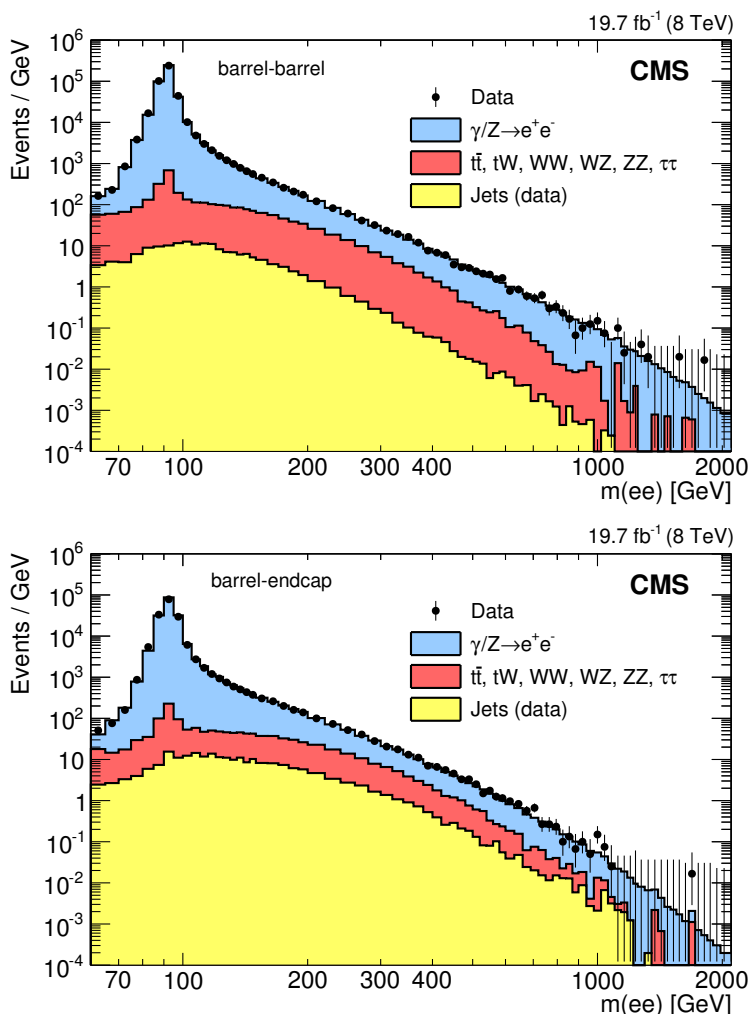 19.7 fb⁻¹ (8 TeV)
Events / GeV
10⁶
10⁵
10⁴
10³
10²
10
1
10⁻¹
10⁻²
10⁻³
10⁻⁴
barrel-barrel
CMS
Data
γ/Z→e⁺e⁻
tt̄, tW, WW, WZ, ZZ, ττ
Jets (data)
70 100 200 300 400 1000 2000
m(ee) [GeV]
19.7 fb⁻¹ (8 TeV)
Events / GeV
10⁶
10⁵
10⁴
10³
10²
10
1
10⁻¹
10⁻²
10⁻³
10⁻⁴
barrel-endcap
CMS
Data
γ/Z→e⁺e⁻
tt̄, tW, WW, WZ, ZZ, ττ
Jets (data)
70 100 200 300 400 1000 2000
m(ee) [GeV]